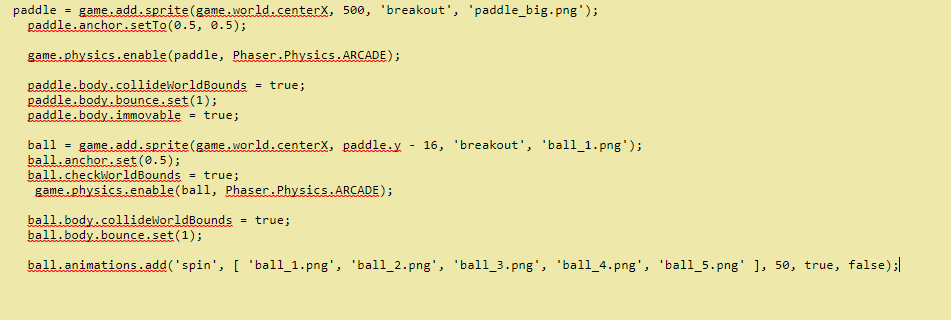 paddle = game.add.sprite(game.world.centerX, 500, 'breakout', 'paddle_big.png');
paddle.anchor.setTo(0.5, 0.5);
game.physics.enable(paddle, Phaser.Physics.ARCADE);
paddle.body.collideWorldBounds = true;
paddle.body.bounce.set(1);
paddle.body.immovable = true;
ball = game.add.sprite(game.world.centerX, paddle.y - 16, 'breakout', 'ball_1.png');
ball.anchor.set(0.5);
ball.checkWorldBounds = true;
game.physics.enable(ball, Phaser.Physics.ARCADE);
ball.body.collideWorldBounds = true;
ball.body.bounce.set(1);
ball.animations.add('spin', [ 'ball_1.png', 'ball_2.png', 'ball_3.png', 'ball_4.png', 'ball_5.png' ], 50, true, false);